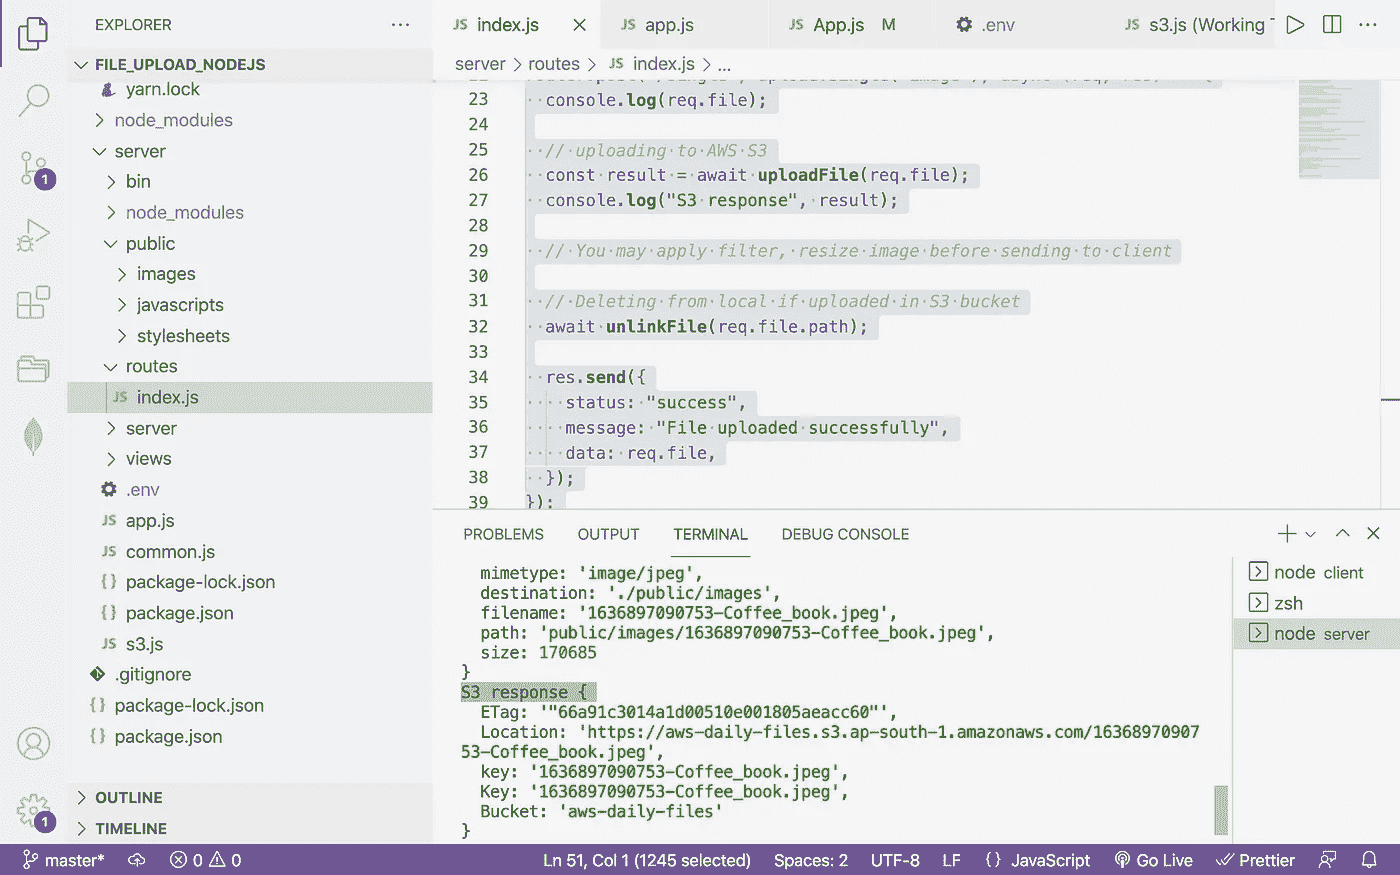 EXPLORER
FILE_UPLOAD_NODEJS
yarn.lock
node_modules
server
bin
node_modules
public
images
javascripts
stylesheets
routes
JS index.js
server
views
.env
JS app.js
JS common.js
{} package-lock.json
{} package.json
JS s3.js
.gitignore
{} package-lock.json
{} package.json
OUTLINE
TIMELINE
1
1
JS index.js
JS app.js
JS App.js M
.env
JS s3.js (Working
server > routes > JS index.js > ...
23 console.log(req.file);
24
25 // uploading to AWS S3
26 const result = await uploadFile(req.file);
27 console.log("S3 response", result);
28
29 // You may apply filter, resize image before sending to client
30
31 // Deleting from local if uploaded in S3 bucket
32 await unlinkFile(req.file.path);
33
34 res.send({
35 status: "success",
36 message: "File uploaded successfully",
37 data: req.file,
38 });
39 });
PROBLEMS OUTPUT TERMINAL DEBUG CONSOLE
mimetype: 'image/jpeg',
destination: './public/images',
filename: '1636897090753-Coffee_book.jpeg',
path: 'public/images/1636897090753-Coffee_book.jpeg',
size: 170685
}
S3 response {
ETag: '"66a91c3014a1d00510e001805aeacc60"',
Location: 'https://aws-daily-files.s3.ap-south-1.amazonaws.com/16368970907
53-Coffee_book.jpeg',
key: '1636897090753-Coffee_book.jpeg',
Key: '1636897090753-Coffee_book.jpeg',
Bucket: 'aws-daily-files'
}
node client
zsh
node server
master* 0 0 Ln 51, Col 1 (1245 selected) Spaces: 2 UTF-8 LF {} JavaScript Go Live Prettier